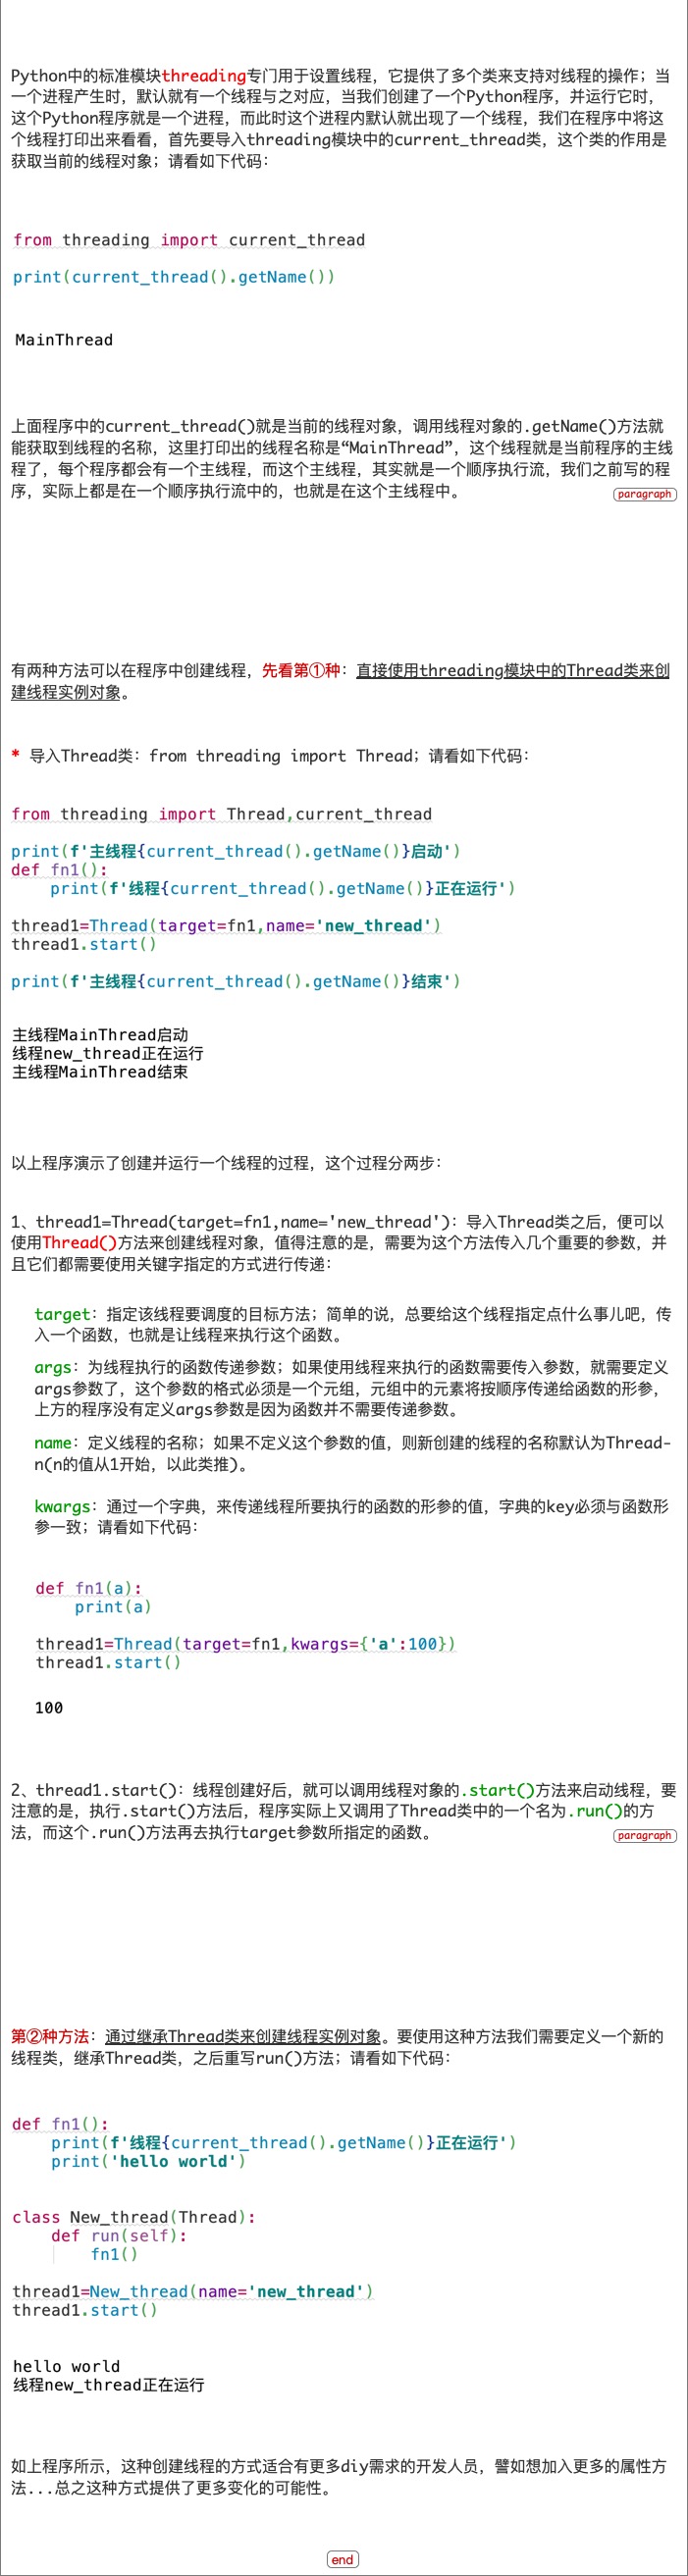 Python中的标准模块threading专门用于设置线程，它提供了多个类来支持对线程的操作；当
一个进程产生时，默认就有一个线程与之对应，当我们创建了一个Python程序，并运行它时，
这个Python程序就是一个进程，而此时这个进程内默认就出现了一个线程，我们在程序中将这
个线程打印出来看看，首先要导入threading模块中的current_thread类，这个类的作用是
获取当前的线程对象；请看如下代码：
from threading import current_thread
print(current_thread().getName())
MainThread
上面程序中的current_thread()就是当前的线程对象，调用线程对象的.getName()方法就
能获取到线程的名称，这里打印出的线程名称是“MainThread”，这个线程就是当前程序的主线
程了，每个程序都会有一个主线程，而这个主线程，其实就是一个顺序执行流，我们之前写的程
序，实际上都是在一个顺序执行流中的，也就是在这个主线程中。
paragraph
有两种方法可以在程序中创建线程，先看第①种：直接使用threading模块中的Thread类来创
建线程实例对象。
* 导入Thread类：from threading import Thread；请看如下代码：
from threading import Thread,current_thread
print(f'主线程{current_thread().getName()}启动')
def fn1():
    print(f'线程{current_thread().getName()}正在运行')
thread1=Thread(target=fn1,name='new_thread')
thread1.start()
print(f'主线程{current_thread().getName()}结束')
主线程MainThread启动
线程new_thread正在运行
主线程MainThread结束
以上程序演示了创建并运行一个线程的过程，这个过程分两步：
1、thread1=Thread(target=fn1,name='new_thread')：导入Thread类之后，便可以
使用Thread()方法来创建线程对象，值得注意的是，需要为这个方法传入几个重要的参数，并
且它们都需要使用关键字指定的方式进行传递：
target：指定该线程要调度的目标方法；简单的说，总要给这个线程指定点什么事儿吧，传
入一个函数，也就是让线程来执行这个函数。
args：为线程执行的函数传递参数；如果使用线程来执行的函数需要传入参数，就需要定义
args参数了，这个参数的格式必须是一个元组，元组中的元素将按顺序传递给函数的形参，
上方的程序没有定义args参数是因为函数并不需要传递参数。
name：定义线程的名称；如果不定义这个参数的值，则新创建的线程的名称默认为Thread-
n(n的值从1开始，以此类推)。
kwargs：通过一个字典，来传递线程所要执行的函数的形参的值，字典的key必须与函数形
参一致；请看如下代码：
def fn1(a):
    print(a)
thread1=Thread(target=fn1,kwargs={'a':100})
thread1.start()
100
2、thread1.start()：线程创建好后，就可以调用线程对象的.start()方法来启动线程，要
注意的是，执行.start()方法后，程序实际上又调用了Thread类中的一个名为.run()的方
法，而这个.run()方法再去执行target参数所指定的函数。
paragraph
第②种方法：通过继承Thread类来创建线程实例对象。要使用这种方法我们需要定义一个新的
线程类，继承Thread类，之后重写run()方法；请看如下代码：
def fn1():
    print(f'线程{current_thread().getName()}正在运行')
    print('hello world')
class New_thread(Thread):
    def run(self):
        fn1()
thread1=New_thread(name='new_thread')
thread1.start()
hello world
线程new_thread正在运行
如上程序所示，这种创建线程的方式适合有更多diy需求的开发人员，譬如想加入更多的属性方
法...总之这种方式提供了更多变化的可能性。
end